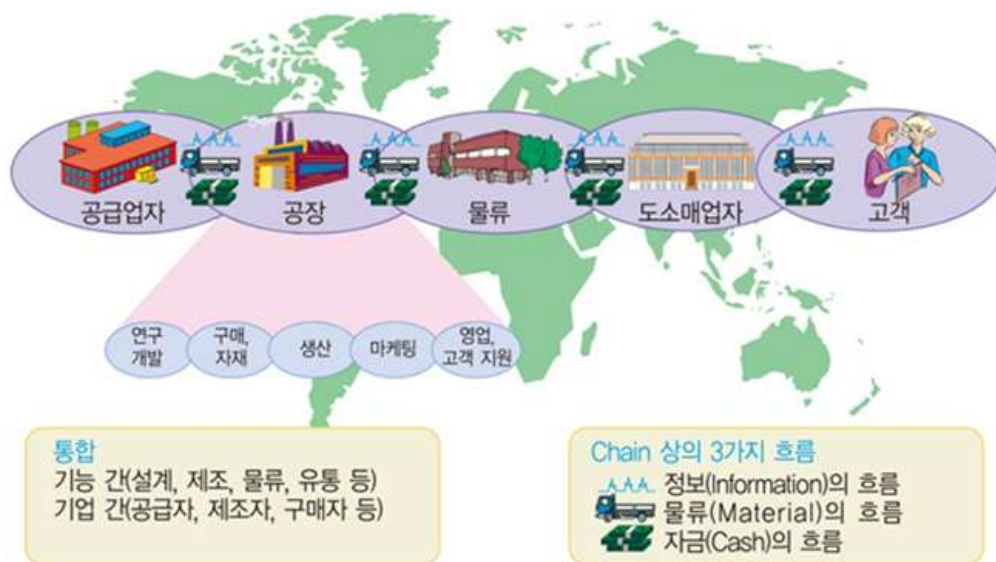 공급업자
공장
물류
도소매업자
고객
연구
개발
구매,
자재
생산
마케팅
영업,
고객 지원
통합
기능 간(설계, 제조, 물류, 유통 등)
기업 간(공급자, 제조자, 구매자 등)
Chain 상의 3가지 흐름
정보(Information)의 흐름
물류(Material)의 흐름
자금(Cash)의 흐름